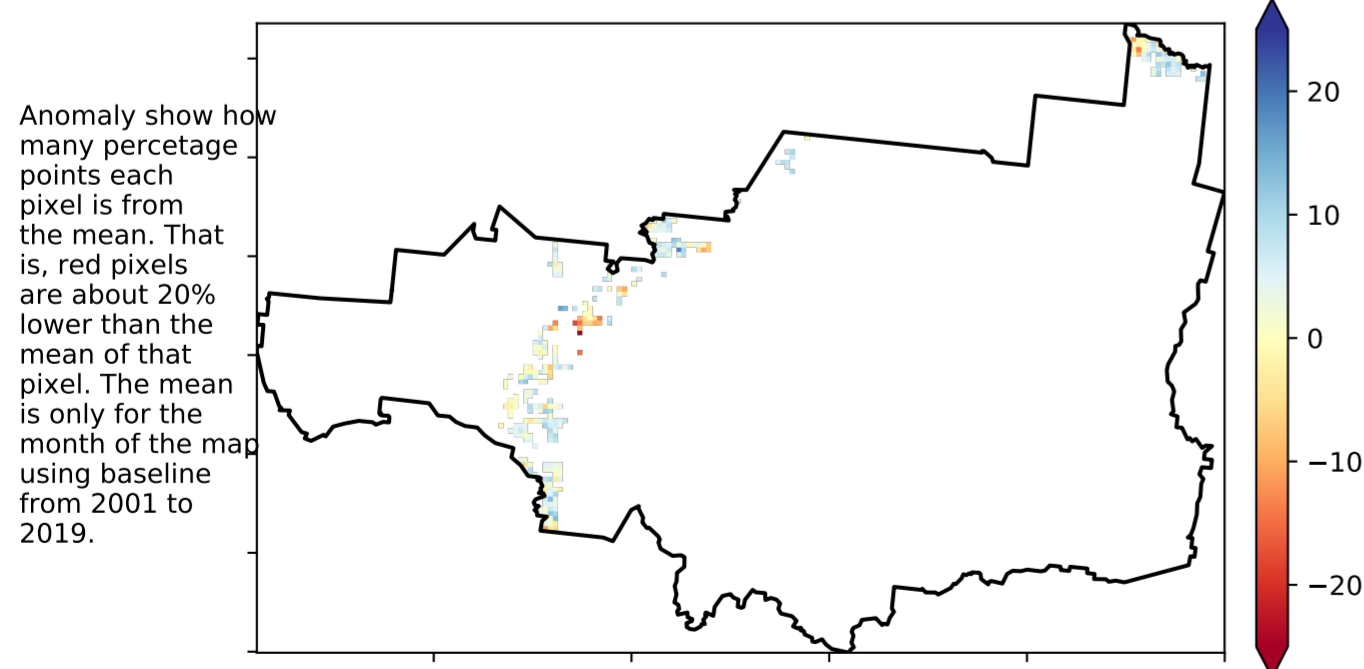 Anomaly show how
many percetage
points each
pixel is from
the mean. That
is, red pixels
are about 20%
lower than the
mean of that
pixel. The mean
is only for the
month of the map
using baseline
from 2001 to
2019.
20
10
0
−10
−20